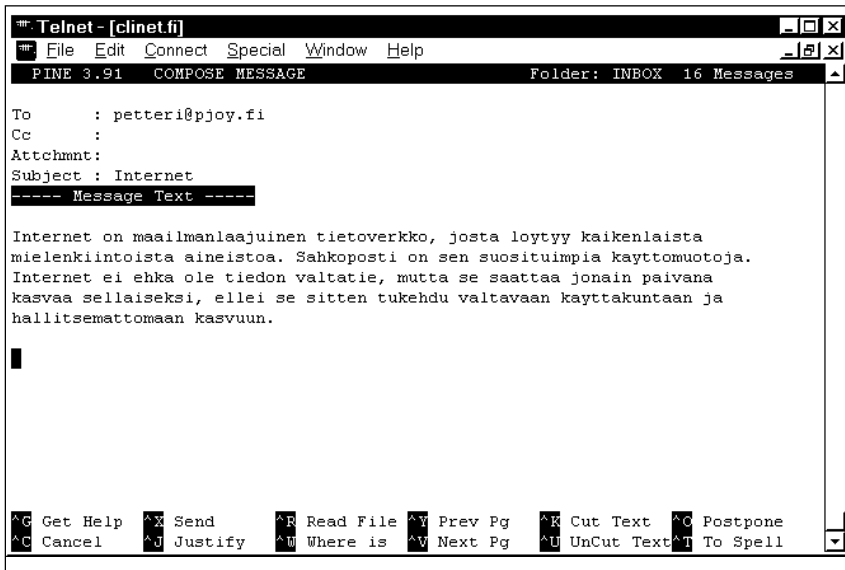 Telnet - [clinet.fi]
File Edit Connect Special Window Help
PINE 3.91 COMPOSE MESSAGE Folder: INBOX 16 Messages
To : petteri@pjoy.fi
Cc :
Attchmnt:
Subject : Internet
----- Message Text -----
Internet on maailmanlaajuinen tietoverkko, josta loytyy kaikenlaista
mielenkiintoista aineistoa. Sahkoposti on sen suosituimpia kayttomuotoja.
Internet ei ehka ole tiedon valtatie, mutta se saattaa jonain paivana
kasvaa sellaiseksi, ellei se sitten tukehdu valtavaan kayttakuntaan ja
hallitsemattomaan kasvuun.
^G Get Help ^X Send ^R Read File ^Y Prev Pg ^K Cut Text ^O Postpone
^C Cancel ^J Justify ^W Where is ^V Next Pg ^U UnCut Text ^T To Spell